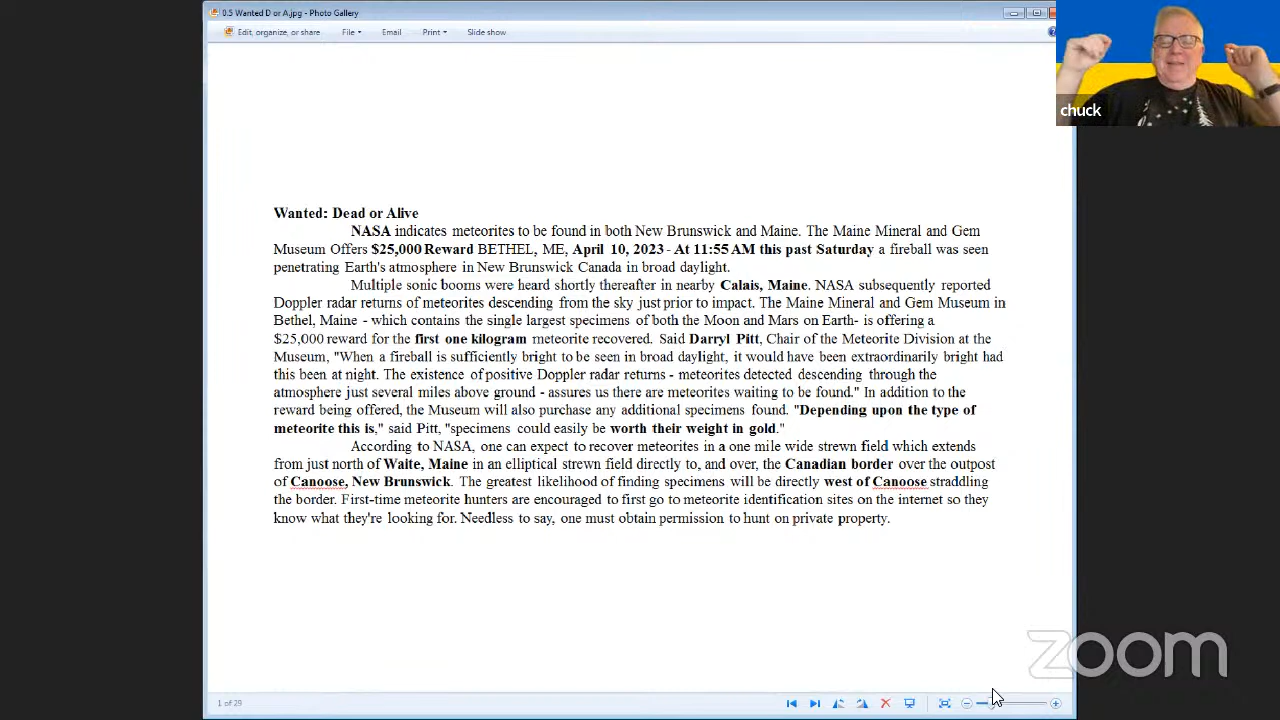 0.5 Wanted D or A.jpg - Photo Gallery
Edit, organize, or share File Email Print Slide show
chuck
Wanted: Dead or Alive
NASA indicates meteorites to be found in both New Brunswick and Maine. The Maine Mineral and Gem
Museum Offers $25,000 Reward BETHEL, ME, April 10, 2023 - At 11:55 AM this past Saturday a fireball was seen
penetrating Earth's atmosphere in New Brunswick Canada in broad daylight.
Multiple sonic booms were heard shortly thereafter in nearby Calais, Maine. NASA subsequently reported
Doppler radar returns of meteorites descending from the sky just prior to impact. The Maine Mineral and Gem Museum in
Bethel, Maine - which contains the single largest specimens of both the Moon and Mars on Earth- is offering a
$25,000 reward for the first one kilogram meteorite recovered. Said Darryl Pitt, Chair of the Meteorite Division at the
Museum, "When a fireball is sufficiently bright to be seen in broad daylight, it would have been extraordinarily bright had
this been at night. The existence of positive Doppler radar returns - meteorites detected descending through the
atmosphere just several miles above ground - assures us there are meteorites waiting to be found." In addition to the
reward being offered, the Museum will also purchase any additional specimens found. "Depending upon the type of
meteorite this is," said Pitt, "specimens could easily be worth their weight in gold."
According to NASA, one can expect to recover meteorites in a one mile wide strewn field which extends
from just north of Waite, Maine in an elliptical strewn field directly to, and over, the Canadian border over the outpost
of Canoose, New Brunswick. The greatest likelihood of finding specimens will be directly west of Canoose straddling
the border. First-time meteorite hunters are encouraged to first go to meteorite identification sites on the internet so they
know what they're looking for. Needless to say, one must obtain permission to hunt on private property.
zoom
1 of 29